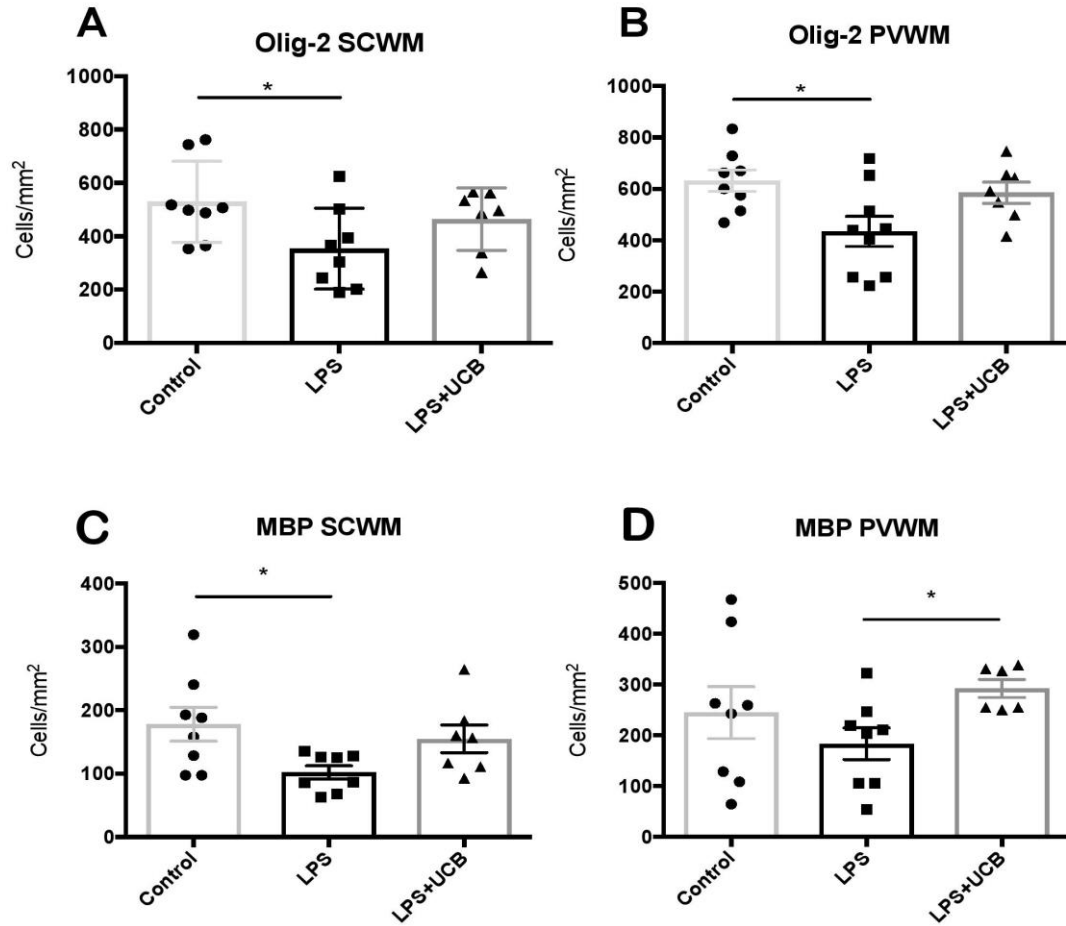 A
Olig-2 SCWM
Cells/mm²
1000
800
600
400
200
0
*
Control
LPS
LPS+UCB
B
Olig-2 PVWM
Cells/mm²
1000
800
600
400
200
0
*
Control
LPS
LPS+UCB
C
MBP SCWM
Cells/mm²
400
300
200
100
0
*
Control
LPS
LPS+UCB
D
MBP PVWM
Cells/mm²
500
400
300
200
100
0
*
Control
LPS
LPS+UCB